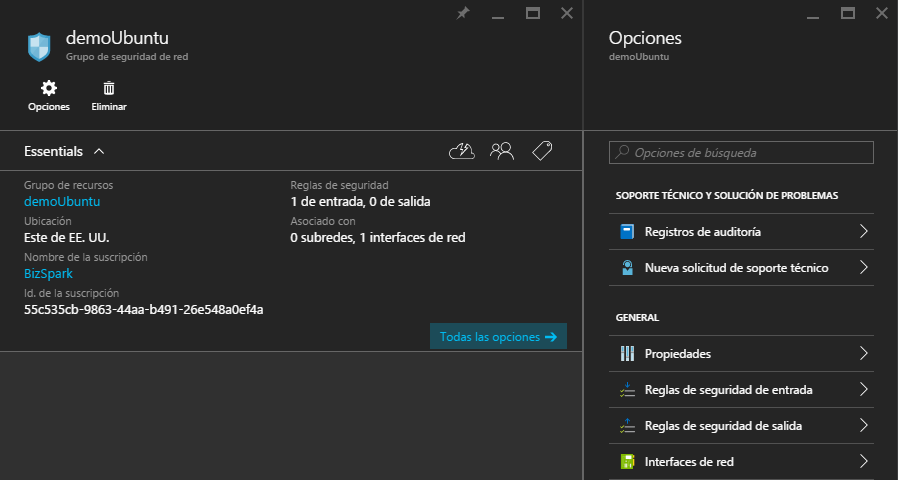 demoUbuntu
Grupo de seguridad de red
Opciones
Eliminar
Essentials
Grupo de recursos
demoUbuntu
Ubicación
Este de EE. UU.
Nombre de la suscripción
BizSpark
Id. de la suscripción
55c535cb-9863-44aa-b491-26e548a0ef4a
Reglas de seguridad
1 de entrada, 0 de salida
Asociado con
0 subredes, 1 interfaces de red
Todas las opciones
Opciones
demoUbuntu
Opciones de búsqueda
SOPORTE TÉCNICO Y SOLUCIÓN DE PROBLEMAS
Registros de auditoría
Nueva solicitud de soporte técnico
GENERAL
Propiedades
Reglas de seguridad de entrada
Reglas de seguridad de salida
Interfaces de red